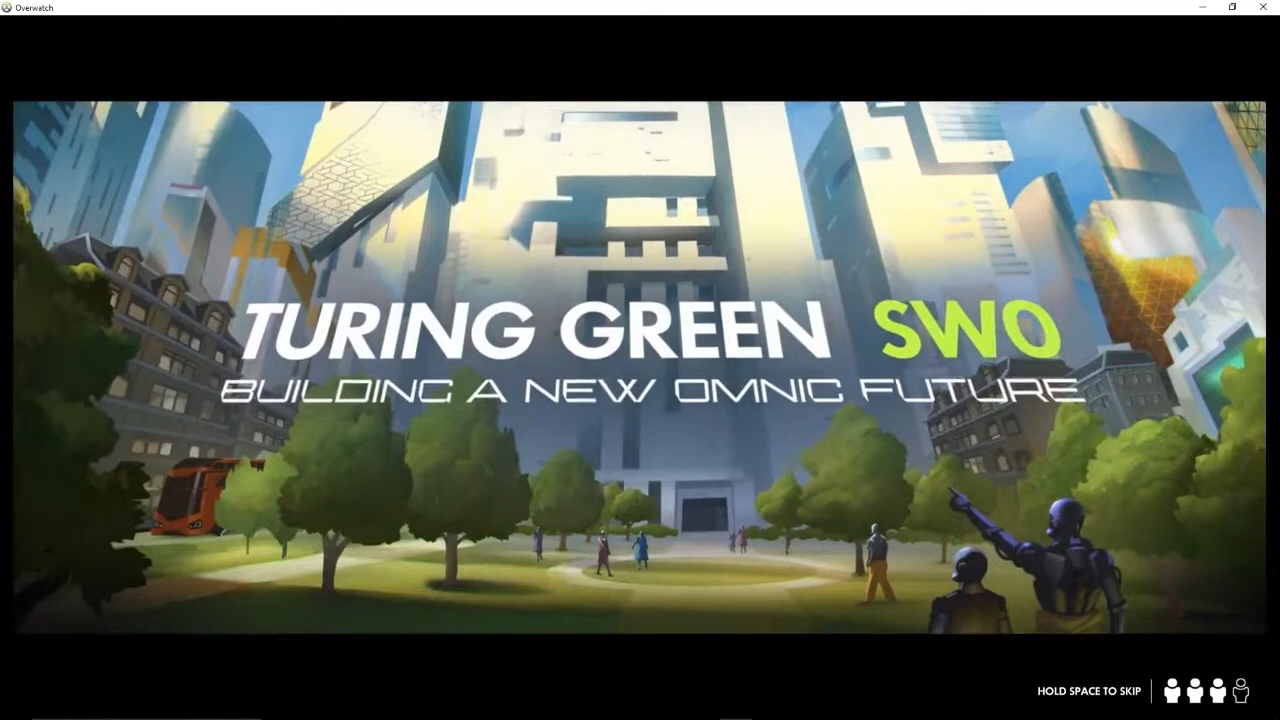 Overwatch
TURING GREEN SWO
BUILDING A NEW OMNIC FUTURE
HOLD SPACE TO SKIP